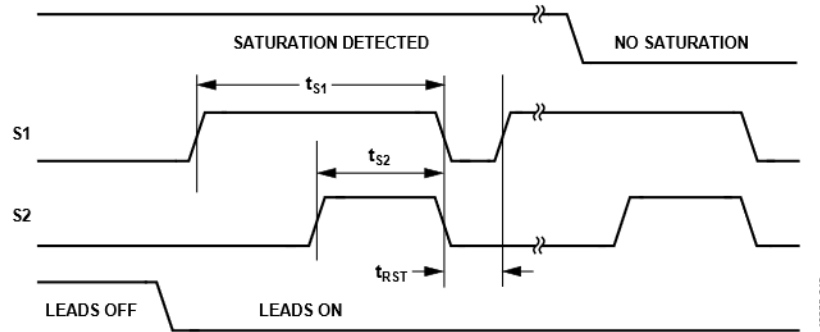 SATURATION DETECTED
NO SATURATION
tS1
S1
tS2
S2
tRST
LEADS OFF
LEADS ON